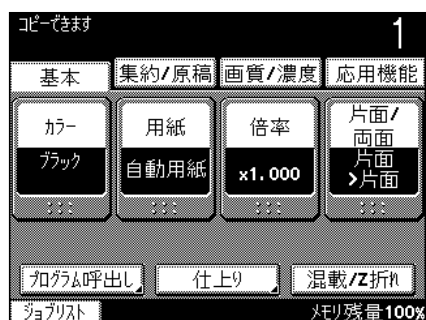 コピーできます
1
基本 集約/原稿 画質/濃度 応用機能
カラー 用紙 倍率 片面/
両面
ブラック 自動用紙 x1.000 片面
>片面
プログラム呼出し 仕上り 混載/Z折れ
ジョブリスト メモリ残量100%